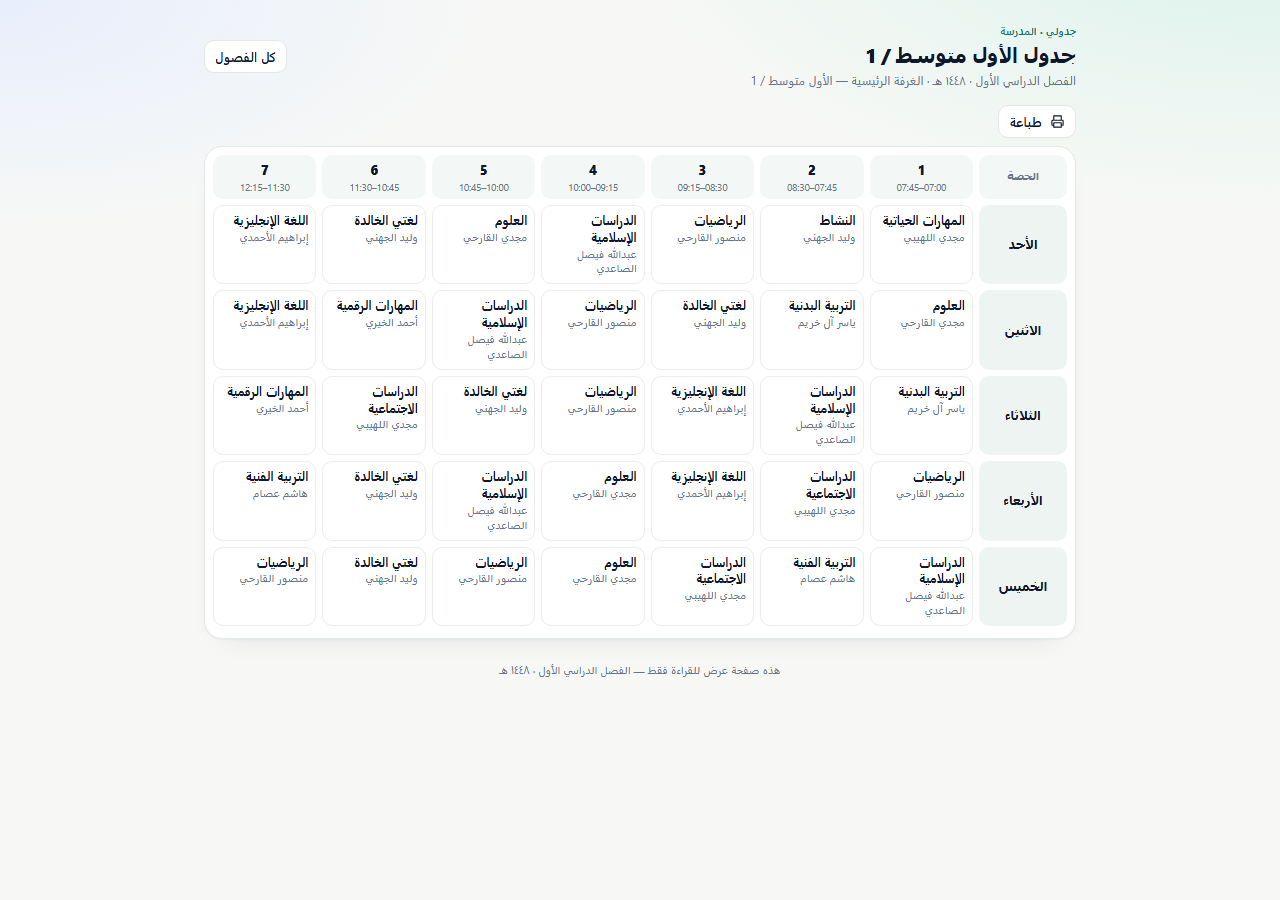 جدولي · المدرسة
جدول الأول متوسط / 1
الفصل الدراسي الأول · ١٤٤٨ هـ · الغرفة الرئيسية — الأول متوسط / 1
كل الفصول
طباعة
الحصة
1
07:00–07:45
2
07:45–08:30
3
08:30–09:15
4
09:15–10:00
5
10:00–10:45
6
10:45–11:30
7
11:30–12:15
الأحد
المهارات الحياتية
مجدي اللهيبي
النشاط
وليد الجهني
الرياضيات
منصور القارحي
الدراسات
الإسلامية
عبدالله فيصل
الصاعدي
العلوم
مجدي القارحي
لغتي الخالدة
وليد الجهني
اللغة الإنجليزية
إبراهيم الأحمدي
الاثنين
العلوم
مجدي القارحي
التربية البدنية
ياسر آل خريم
لغتي الخالدة
وليد الجهني
الرياضيات
منصور القارحي
الدراسات
الإسلامية
عبدالله فيصل
الصاعدي
المهارات الرقمية
أحمد الخيري
اللغة الإنجليزية
إبراهيم الأحمدي
الثلاثاء
التربية البدنية
ياسر آل خريم
الدراسات
الإسلامية
عبدالله فيصل
الصاعدي
اللغة الإنجليزية
إبراهيم الأحمدي
الرياضيات
منصور القارحي
لغتي الخالدة
وليد الجهني
الدراسات
الاجتماعية
مجدي اللهيبي
المهارات الرقمية
أحمد الخيري
الأربعاء
الرياضيات
منصور القارحي
الدراسات
الاجتماعية
مجدي اللهيبي
اللغة الإنجليزية
إبراهيم الأحمدي
العلوم
مجدي القارحي
الدراسات
الإسلامية
عبدالله فيصل
الصاعدي
لغتي الخالدة
وليد الجهني
التربية الفنية
هاشم عصام
الخميس
الدراسات
الإسلامية
عبدالله فيصل
الصاعدي
التربية الفنية
هاشم عصام
الدراسات
الاجتماعية
مجدي اللهيبي
العلوم
مجدي القارحي
الرياضيات
منصور القارحي
لغتي الخالدة
وليد الجهني
الرياضيات
منصور القارحي
هذه صفحة عرض للقراءة فقط — الفصل الدراسي الأول · ١٤٤٨ هـ